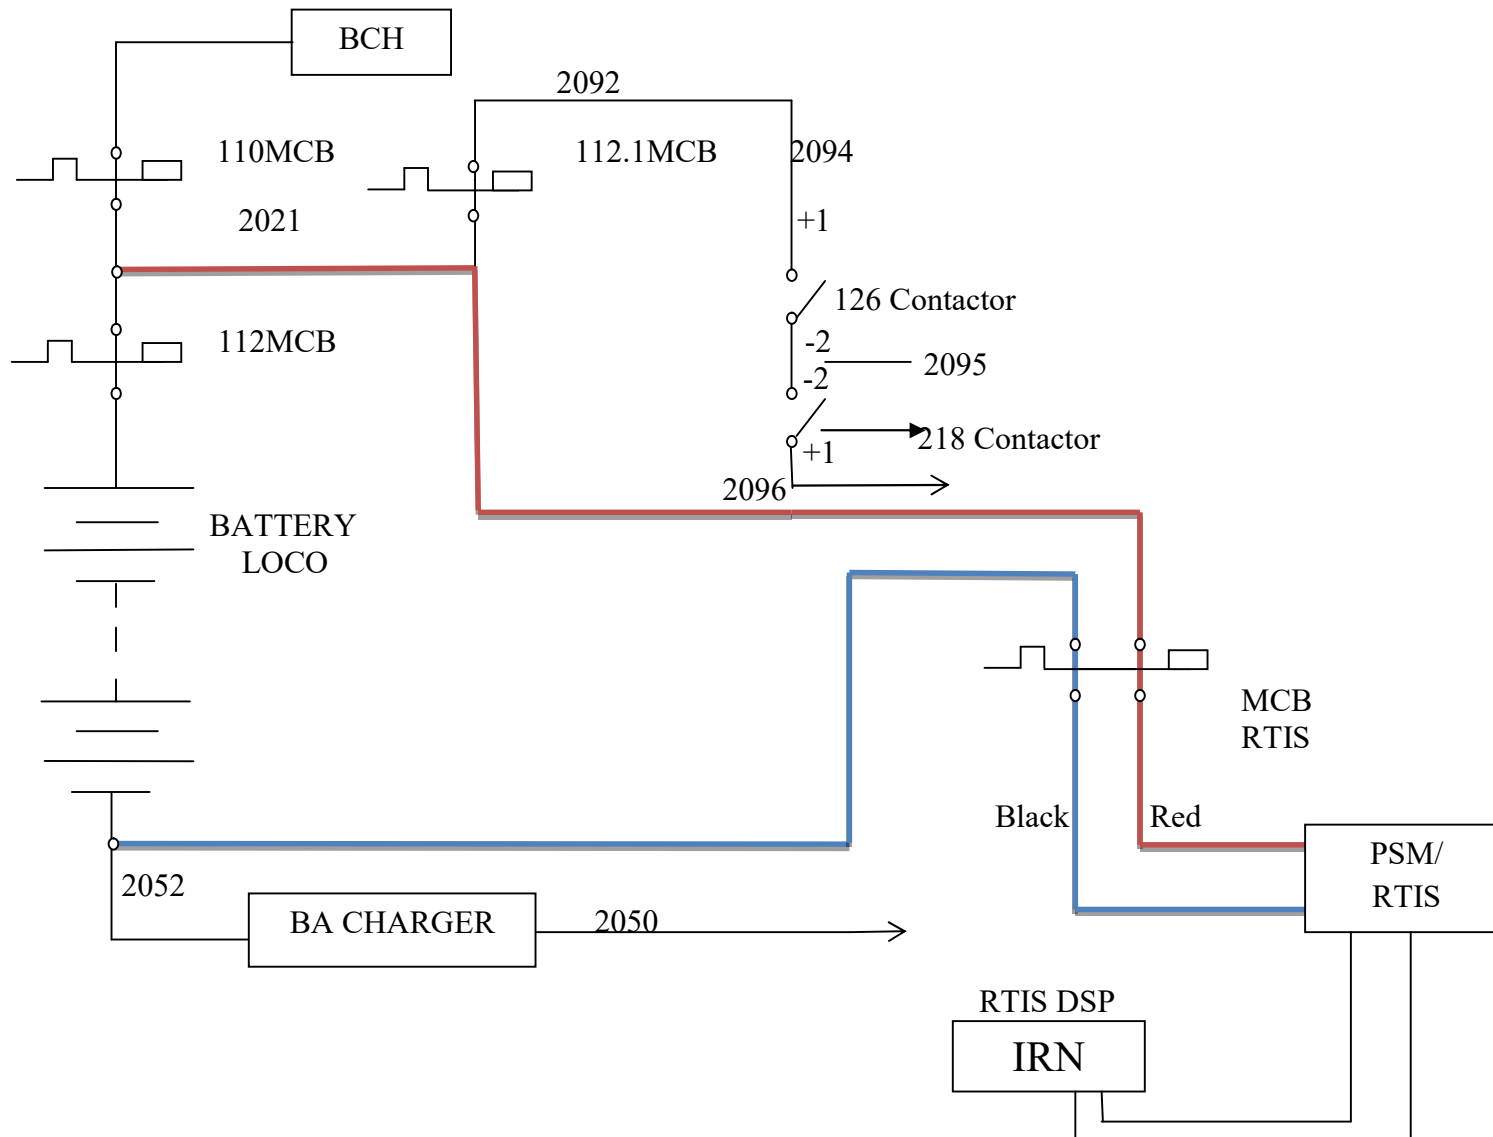 BCH
2092
110MCB
112.1MCB
2094
2021
+1
126 Contactor
112MCB
-2
2095
-2
218 Contactor
+1
2096
BATTERY
LOCO
MCB
RTIS
Black
Red
PSM/
RTIS
2052
BA CHARGER
2050
RTIS DSP
IRN